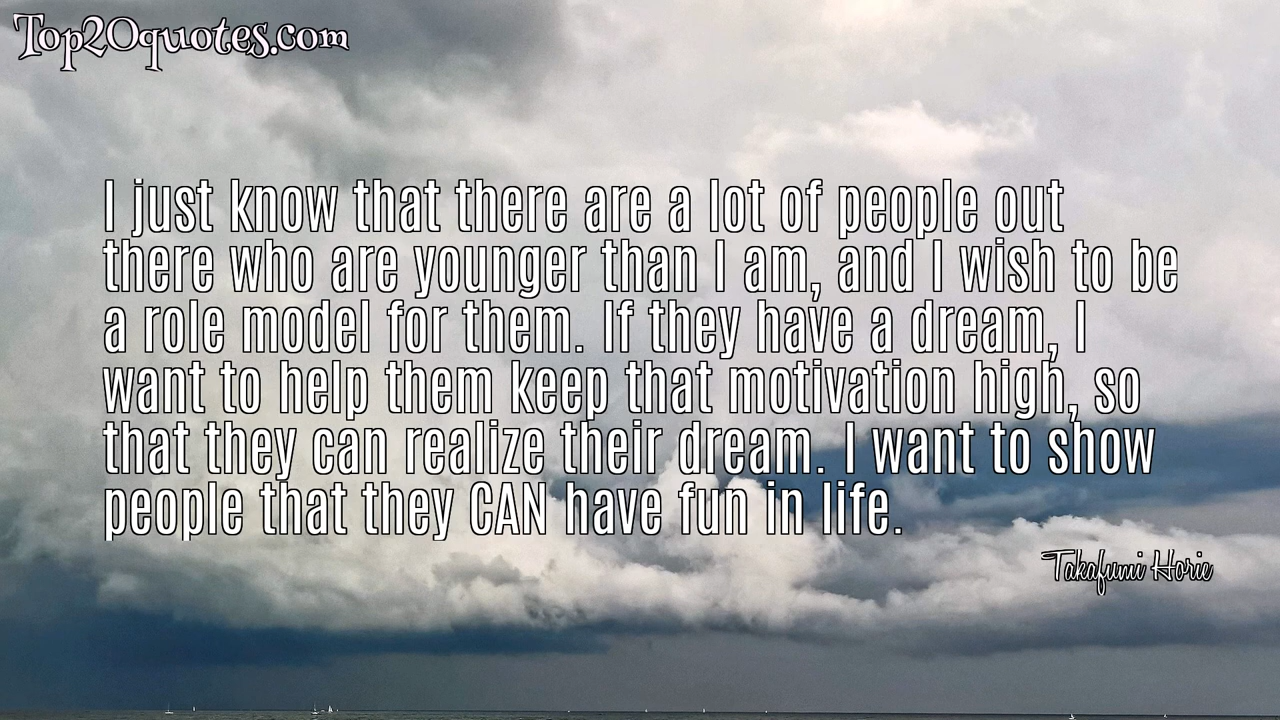 Top20quotes.com
I just know that there are a lot of people out
there who are younger than I am, and I wish to be
a role model for them. If they have a dream, I
want to help them keep that motivation high, so
that they can realize their dream. I want to show
people that they CAN have fun in life.
Takafumi Horie